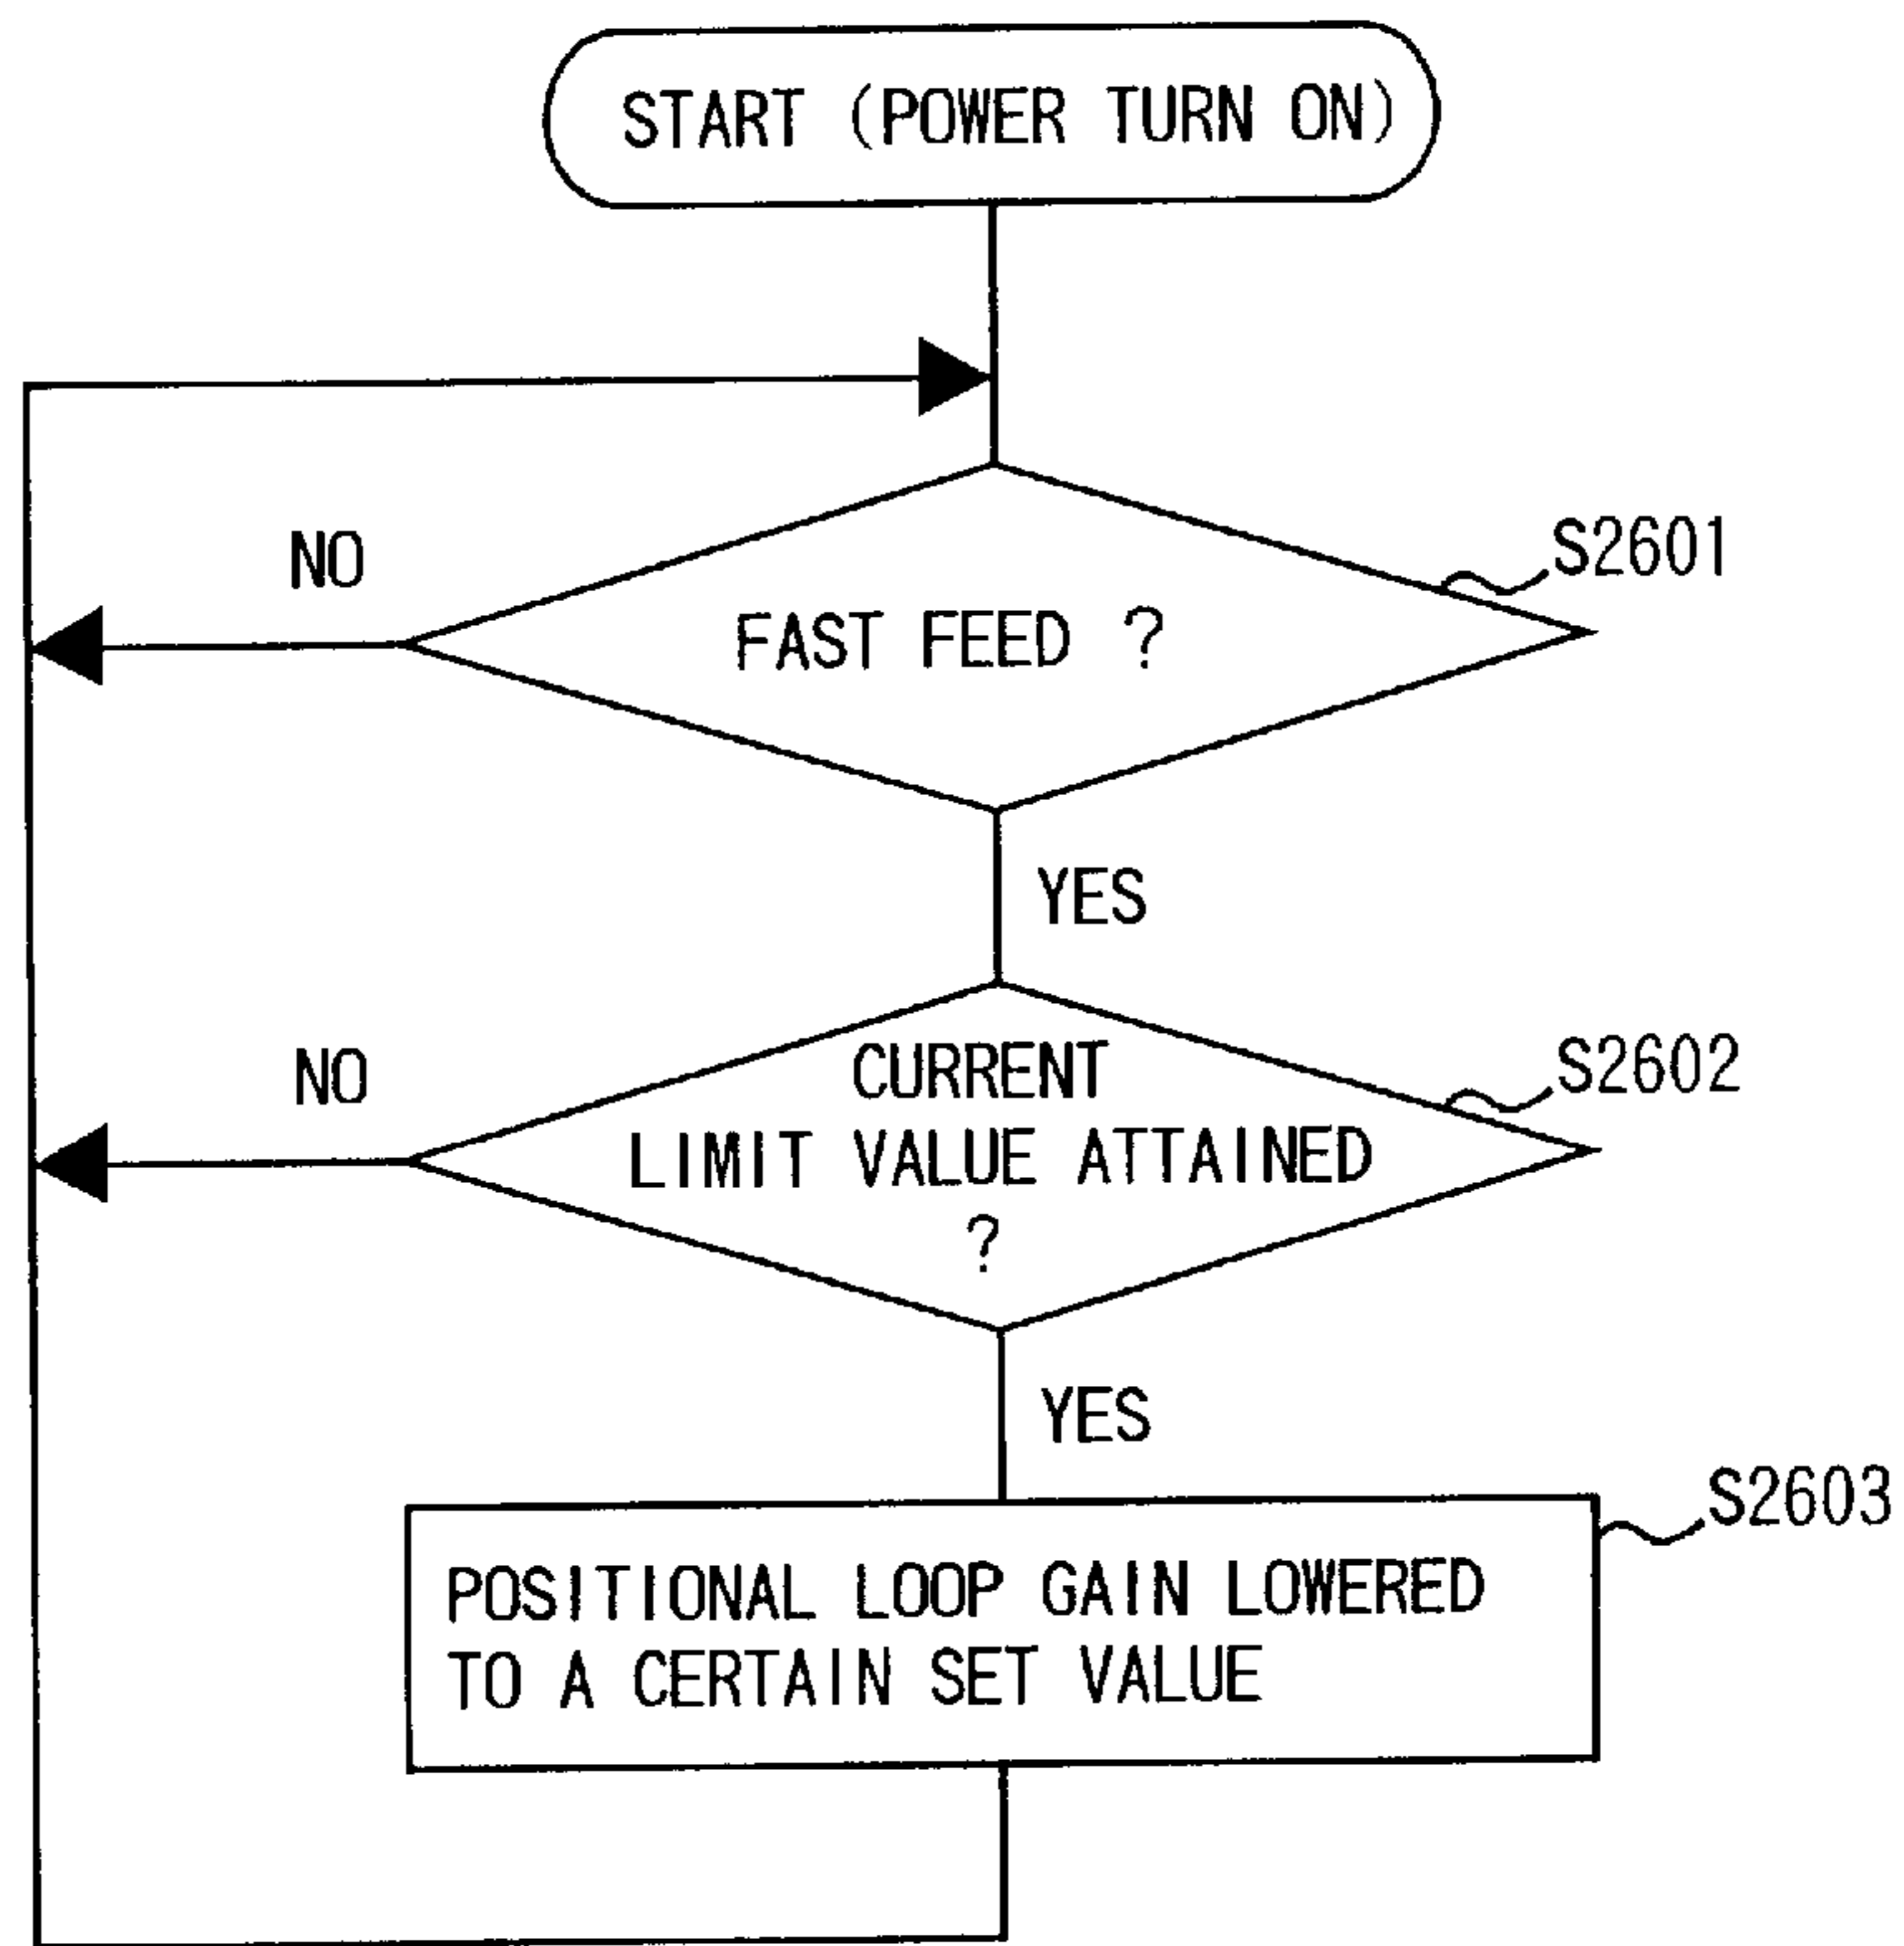 START (POWER TURN ON)
NO
S2601
FAST FEED ?
YES
NO
CURRENT
S2602
LIMIT VALUE ATTAINED
?
YES
S2603
POSITIONAL LOOP GAIN LOWERED
TO A CERTAIN SET VALUE